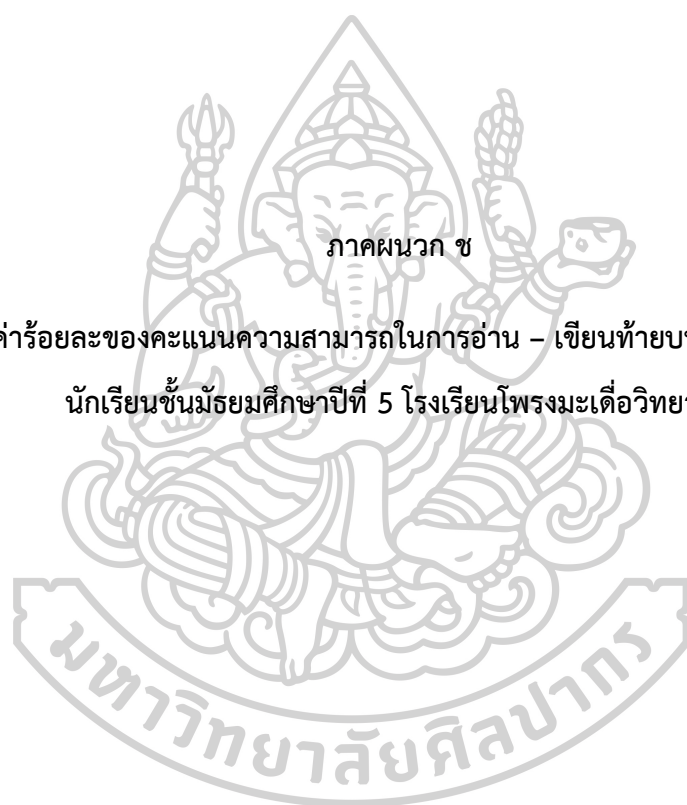 ภาคผนวก ช
ค่าร้อยละของคะแนนความสามารถในการอ่าน – เขียนท้ายบท
นักเรียนชั้นมัธยมศึกษาปีที่ 5 โรงเรียนโพรงมะเดื่อวิทยา
มหาวิทยาลัยศิลปากร